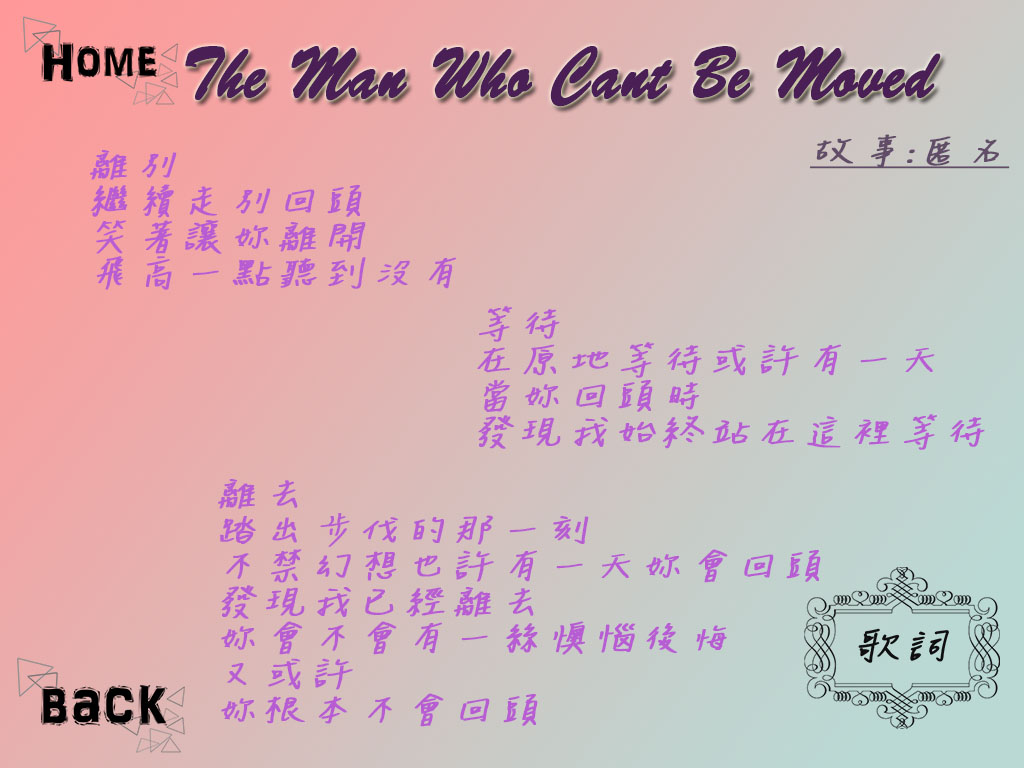 HOME
The Man Who Cant Be Moved
故事:匿名
離別
繼續走別回頭
笑著讓妳離開
飛高一點聽到沒有
等待
在原地等待或許有一天
當妳回頭時
發現我始終站在這裡等待
離去
踏出步伐的那一刻
不禁幻想也許有一天妳會回頭
發現我已經離去
妳會不會有一絲懊惱後悔
又或許
妳根本不會回頭
歌詞
BACK